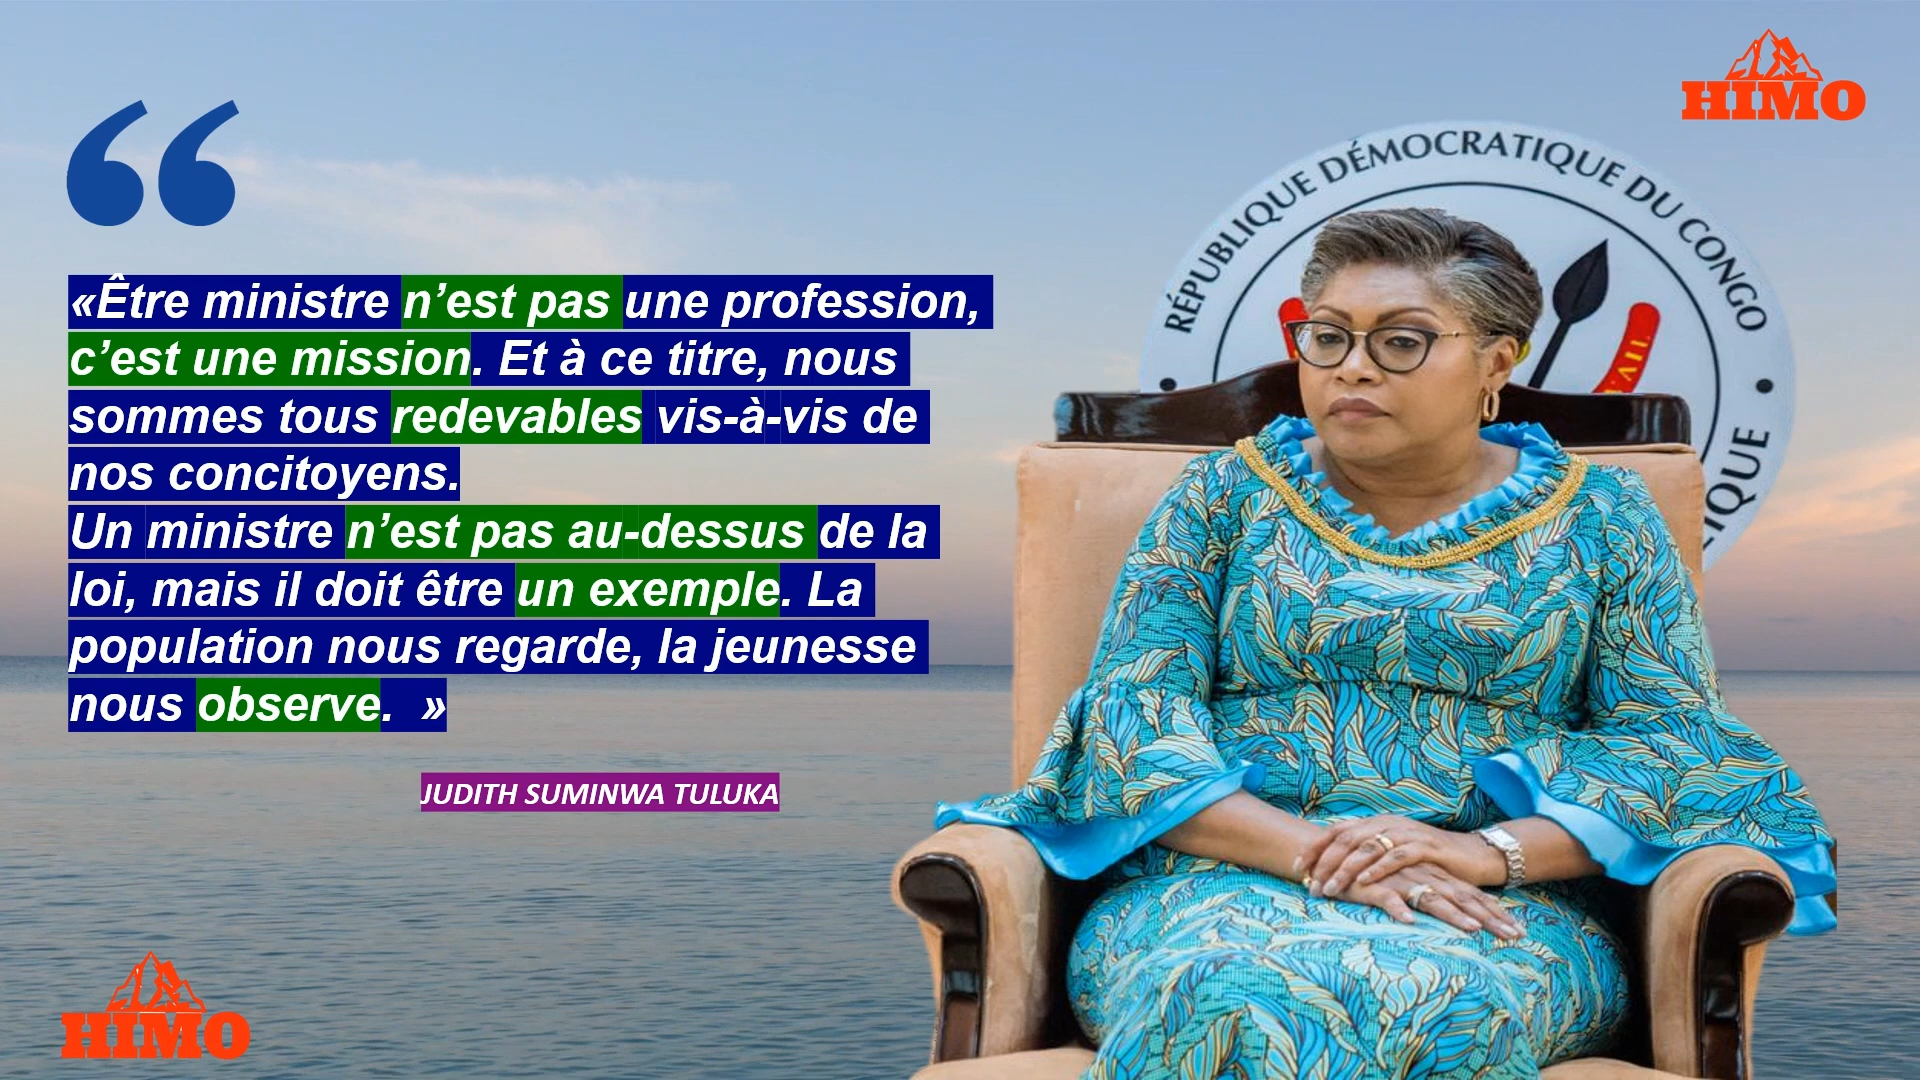 HIMO
RÉPUBLIQUE DÉMOCRATIQUE DU CONGO
«Être ministre n’est pas une profession,
c’est une mission. Et à ce titre, nous
sommes tous redevables vis-à-vis de
nos concitoyens.
Un ministre n’est pas au-dessus de la
loi, mais il doit être un exemple. La
population nous regarde, la jeunesse
nous observe.  »
JUDITH SUMINWA TULUKA
HIMO